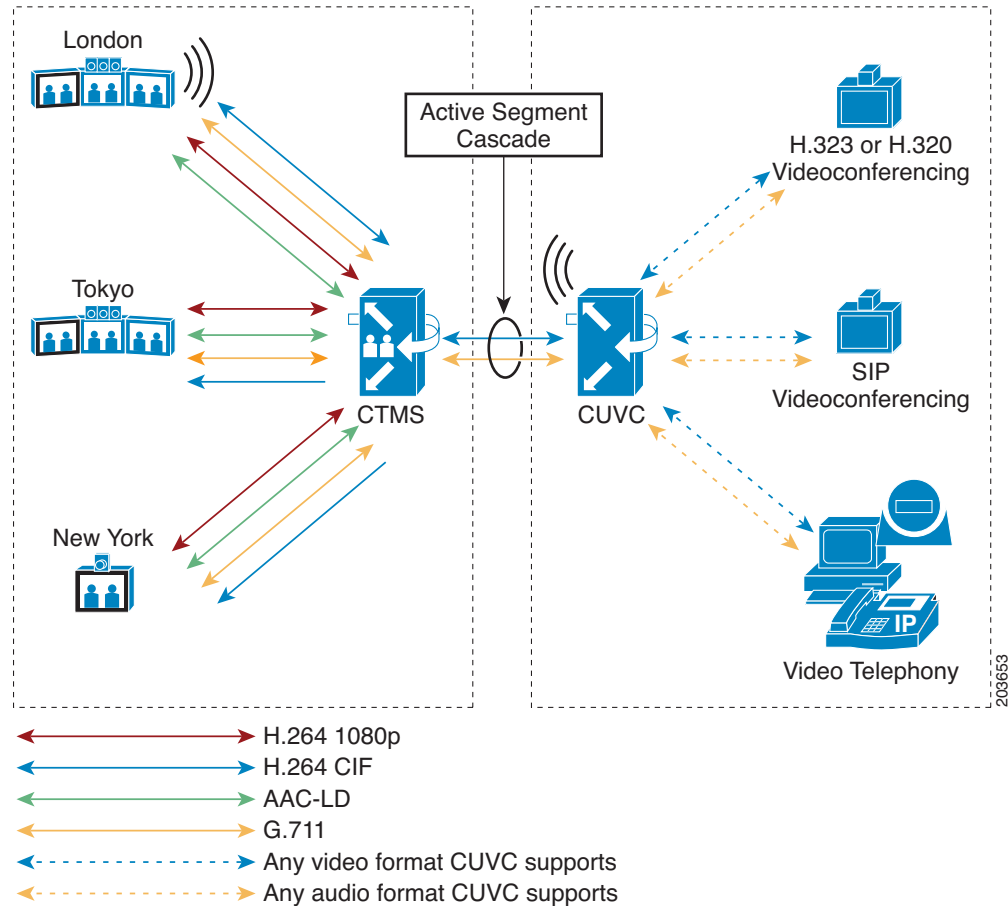 London
Active Segment
Cascade
H.323 or H.320
Videoconferencing
Tokyo
CTMS
CUVC
SIP
Videoconferencing
New York
IP
Video Telephony
203653
H.264 1080p
H.264 CIF
AAC-LD
G.711
Any video format CUVC supports
Any audio format CUVC supports